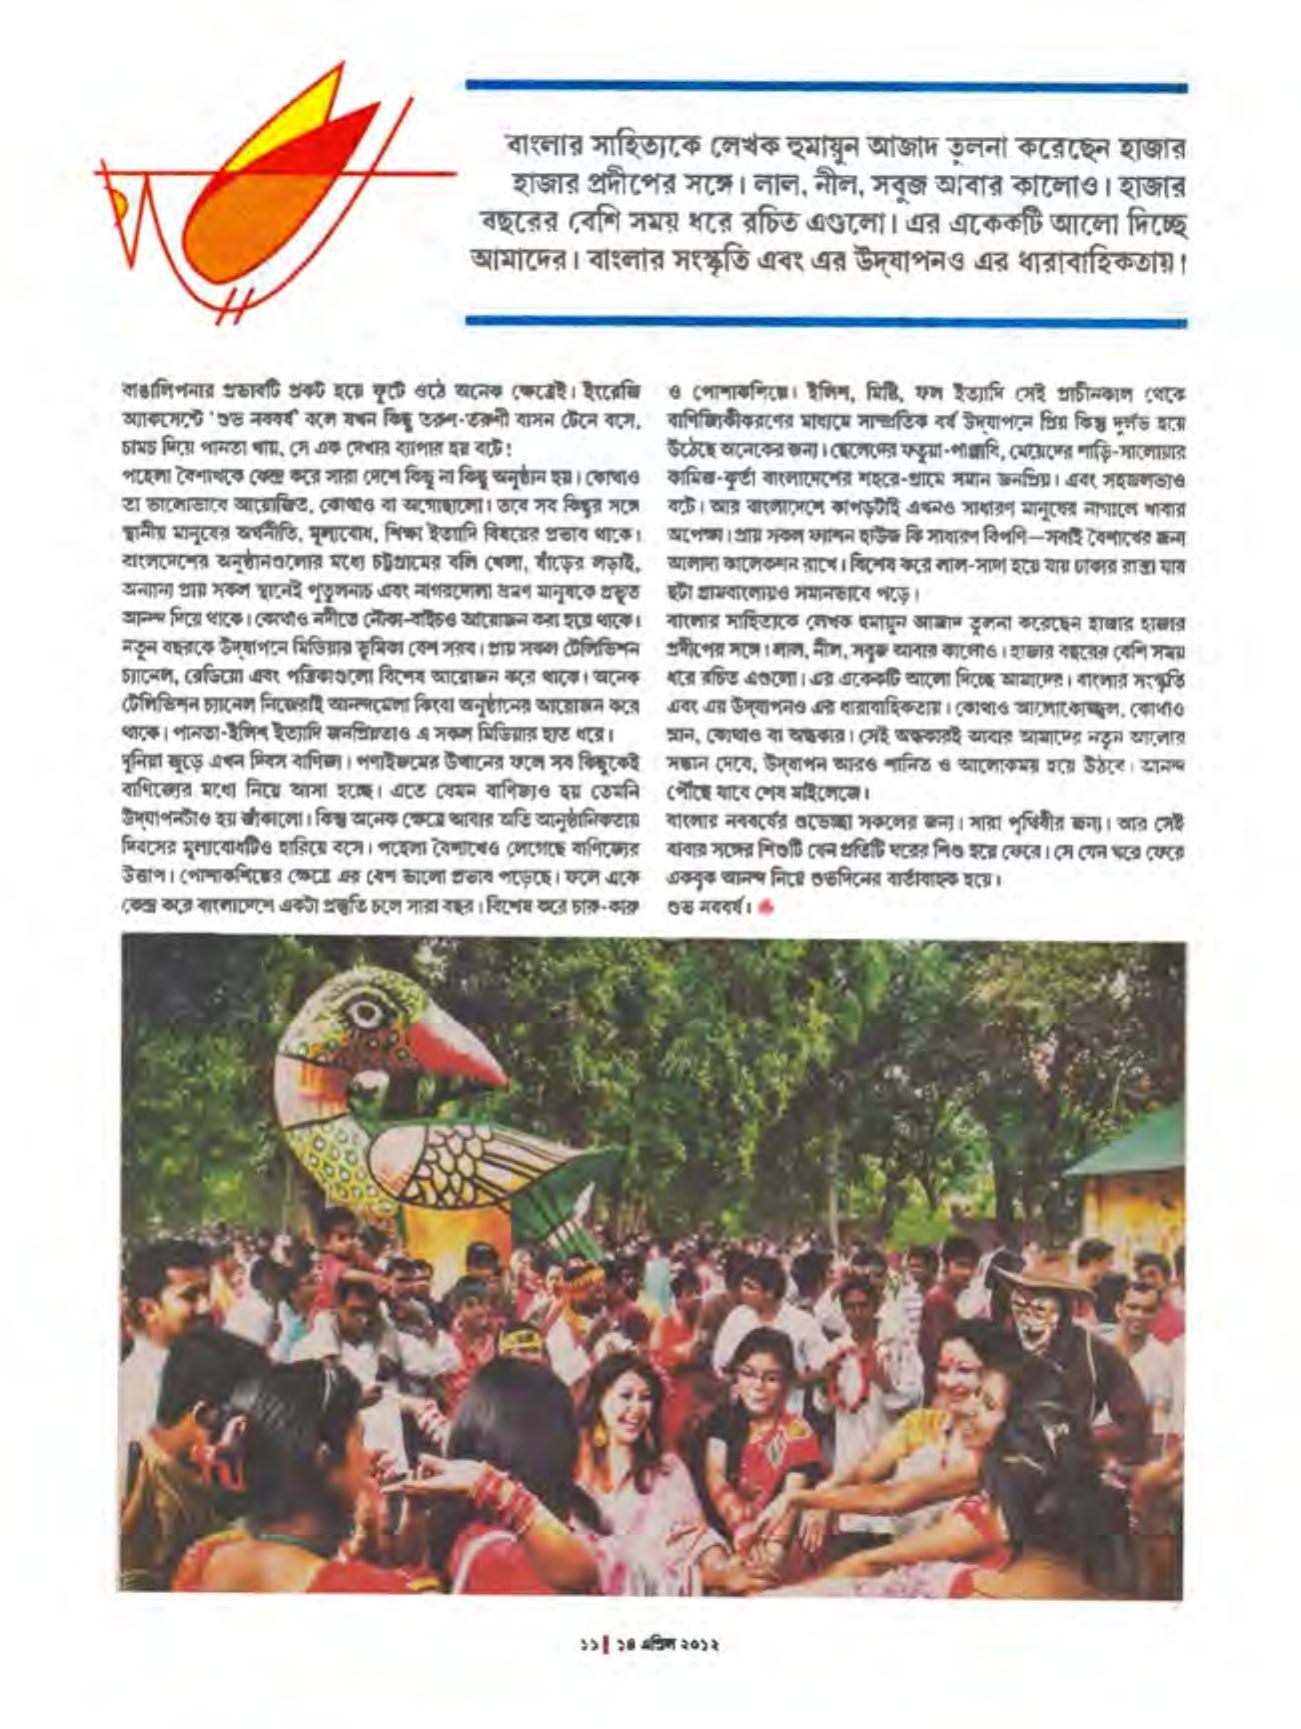 বাংলার সাহিত্যকে লেখক হুমায়ুন আজাদ তুলনা করেছেন হাজার
হাজার প্রদীপের সঙ্গে। লাল, নীল, সবুজ আবার কালোও। হাজার
বছরের বেশি সময় ধরে রচিত এগুলো। এর একেকটি আলো দিচ্ছে
আমাদের। বাংলার সংস্কৃতি এবং এর উদ্‌যাপনও এর ধারাবাহিকতায়।
বাঙালিপনার প্রভাবটি প্রকট হয়ে ফুটে ওঠে অনেক ক্ষেত্রেই। ইংরেজি
অ্যাকসেন্টে 'শুভ নববর্ষ' বলে যখন কিছু তরুণ-তরুণী বাসন টেনে বসে,
চামচ দিয়ে পানতা খায়, সে এক দেখার ব্যাপার হয় বটে!
পহেলা বৈশাখকে কেন্দ্র করে সারা দেশে কিছু না কিছু অনুষ্ঠান হয়। কোথাও
তা ভালোভাবে আয়োজিত, কোথাও বা অগোছালো। তবে সব কিছুর সঙ্গে
স্থানীয় মানুষের অর্থনীতি, মূল্যবোধ, শিক্ষা ইত্যাদি বিষয়ের প্রভাব থাকে।
বাংলাদেশের অনুষ্ঠানগুলোর মধ্যে চট্টগ্রামের বলি খেলা, ষাঁড়ের লড়াই,
অন্যান্য প্রায় সকল স্থানেই পুতুলনাচ এবং নাগরদোলা ভ্রমণ মানুষকে প্রভূত
আনন্দ দিয়ে থাকে। কোথাও নদীতে নৌকা-বাইচও আয়োজন করা হয়ে থাকে।
নতুন বছরকে উদ্‌যাপনে মিডিয়ার ভূমিকা বেশ সরব। প্রায় সকল টেলিভিশন
চ্যানেল, রেডিয়ো এবং পত্রিকাগুলো বিশেষ আয়োজন করে থাকে। অনেক
টেলিভিশন চ্যানেল নিজেরাই আনন্দমেলা কিংবা অনুষ্ঠানের আয়োজন করে
থাকে। পানতা-ইলিশ ইত্যাদি জনপ্রিয়তাও এ সকল মিডিয়ার হাত ধরে।
দুনিয়া জুড়ে এখন দিবস বাণিজ্য। পণ্যইজমের উত্থানের ফলে সব কিছুকেই
বাণিজ্যের মধ্যে নিয়ে আসা হচ্ছে। এতে যেমন বাণিজ্যও হয় তেমনি
উদ্‌যাপনটাও হয় জাঁকালো। কিন্তু অনেক ক্ষেত্রে আবার অতি আনুষ্ঠানিকতায়
দিবসের মূল্যবোধটিও হারিয়ে বসে। পহেলা বৈশাখেও লেগেছে বাণিজ্যের
উত্তাপ। পোশাকশিল্পের ক্ষেত্রে এর বেশ ভালো প্রভাব পড়েছে। ফলে একে
কেন্দ্র করে বাংলাদেশে একটা প্রস্তুতি চলে সারা বছর। বিশেষ করে চারু-কারু
ও পোশাকশিল্পে। ইলিশ, মিষ্টি, ফল ইত্যাদি সেই প্রাচীনকাল থেকে
বাণিজ্যিকীকরণের মাধ্যমে সাম্প্রতিক বর্ষ উদ্‌যাপনে প্রিয় কিন্তু দুর্লভ হয়ে
উঠেছে অনেকের জন্য। ছেলেদের ফতুয়া-পাঞ্জাবি, মেয়েদের শাড়ি-সালোয়ার
কামিজ-কুর্তা বাংলাদেশের শহরে-গ্রামে সমান জনপ্রিয়। এবং সহজলভ্যও
বটে। আর বাংলাদেশে কাপড়টাই এখনও সাধারণ মানুষের নাগালে থাকার
অপেক্ষা। প্রায় সকল ফ্যাশন হাউজ কি সাধারণ বিপণি—সবাই বৈশাখের জন্য
আলাদা কালেকশন রাখে। বিশেষ করে লাল-সাদা হয়ে যায় ঢাকার রাস্তা যার
ছটা গ্রামবাংলায়ও সমানভাবে পড়ে।
বাংলার সাহিত্যকে লেখক হুমায়ুন আজাদ তুলনা করেছেন হাজার হাজার
প্রদীপের সঙ্গে। লাল, নীল, সবুজ আবার কালোও। হাজার বছরের বেশি সময়
ধরে রচিত এগুলো। এর একেকটি আলো দিচ্ছে আমাদের। বাংলার সংস্কৃতি
এবং এর উদ্‌যাপনও এর ধারাবাহিকতায়। কোথাও আলোকোজ্জ্বল, কোথাও
ম্লান, কোথাও বা অন্ধকার। সেই অন্ধকারই আবার আমাদের নতুন আলোর
সন্ধান দেবে, উদ্‌যাপন আরও শানিত ও আলোকময় হয়ে উঠবে। আনন্দ
পৌঁছে যাবে শেষ মাইলেজে।
বাংলার নববর্ষের শুভেচ্ছা সকলের জন্য। সারা পৃথিবীর জন্য। আর সেই
বাবার সঙ্গের শিশুটি যেন প্রতিটি ঘরের শিশু হয়ে ফেরে। সে যেন ঘরে ফেরে
একবুক আনন্দ নিয়ে শুভদিনের বার্তাবাহক হয়ে।
শুভ নববর্ষ।
১১ | ১৪ এপ্রিল ২০১২